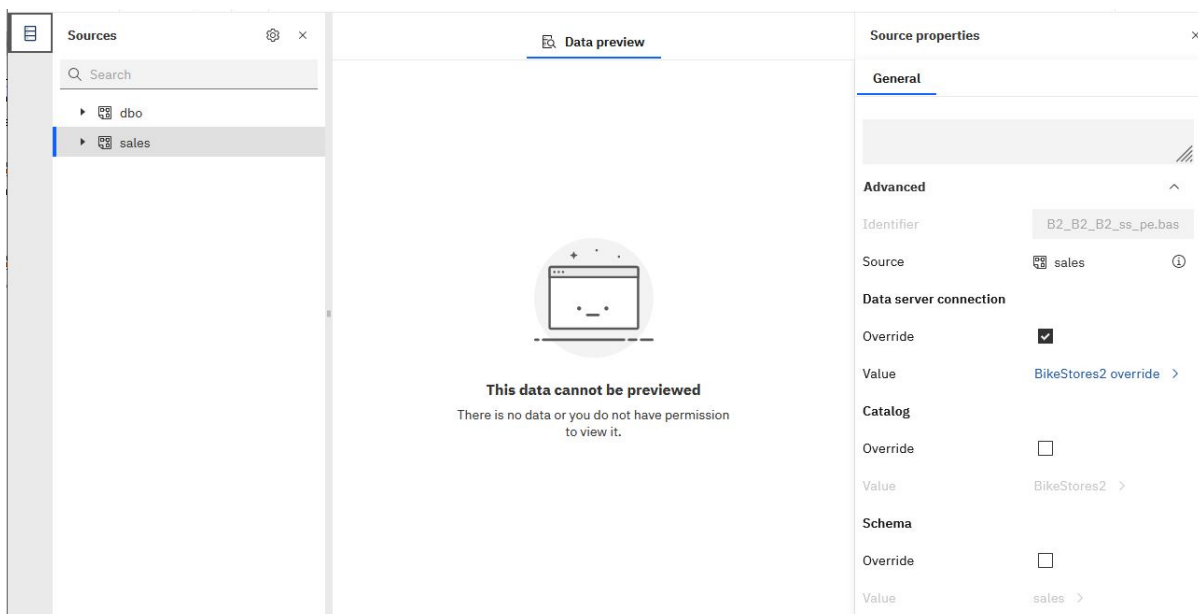 Sources
Search
dbo
sales
Data preview
This data cannot be previewed
There is no data or you do not have permission
to view it.
Source properties
General
Advanced
Identifier B2_B2_B2_ss_pe.bas
Source sales
Data server connection
Override
Value BikeStores2 override >
Catalog
Override
Value BikeStores2 >
Schema
Override
Value sales >